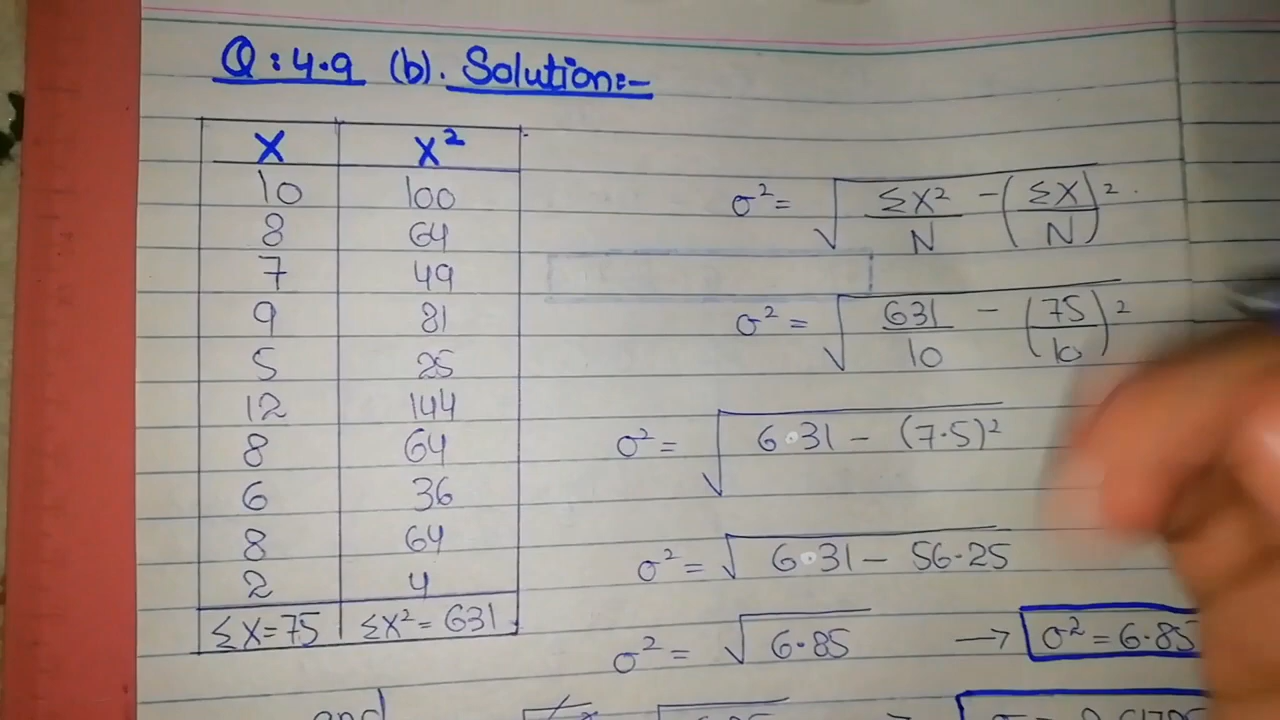 Q:4.9 (b). Solution:-
X X²
10 100
8 64
7 49
9 81
5 25
12 144
8 64
6 36
8 64
2 4
ΣX=75 ΣX²=631
σ²= √ΣX²/N -(ΣX/N)².
σ²= √631/10 - (75/10)²
σ²= √6.31 - (7.5)²
σ²= √6.31 - 56.25
σ²= √6.85 → σ²=6.85
and